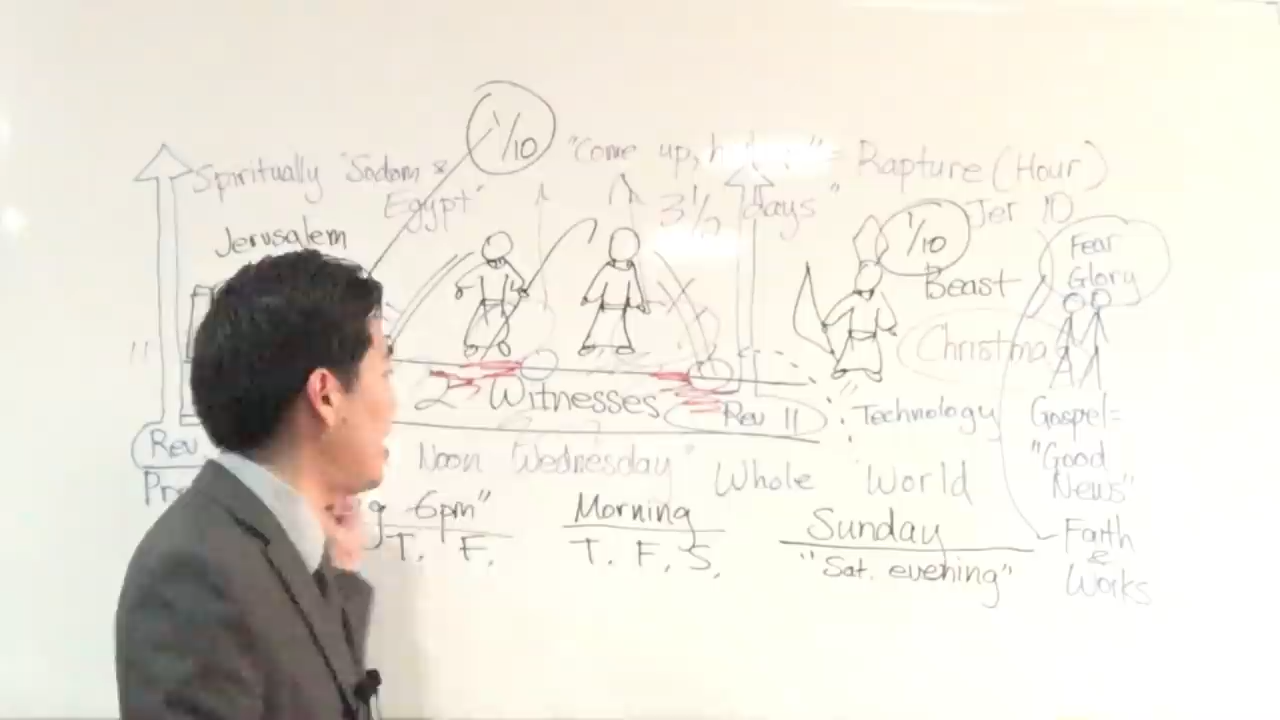 1/10
"Come up, = Rapture (Hour)
Spiritually "Sodom &
Egypt"
3 1/2 days"
Jerusalem
1/10
Jer 10
Beast
Fear
Glory
Christma
11
2 Witnesses
Rev 11
Technology
Gospel=
"Good
News"
Rev
Noon "Wednesday"
Whole World
g 6pm"
T. F.
Morning
T. F. S.
Sunday
"Sat. evening"
Faith
&
Works